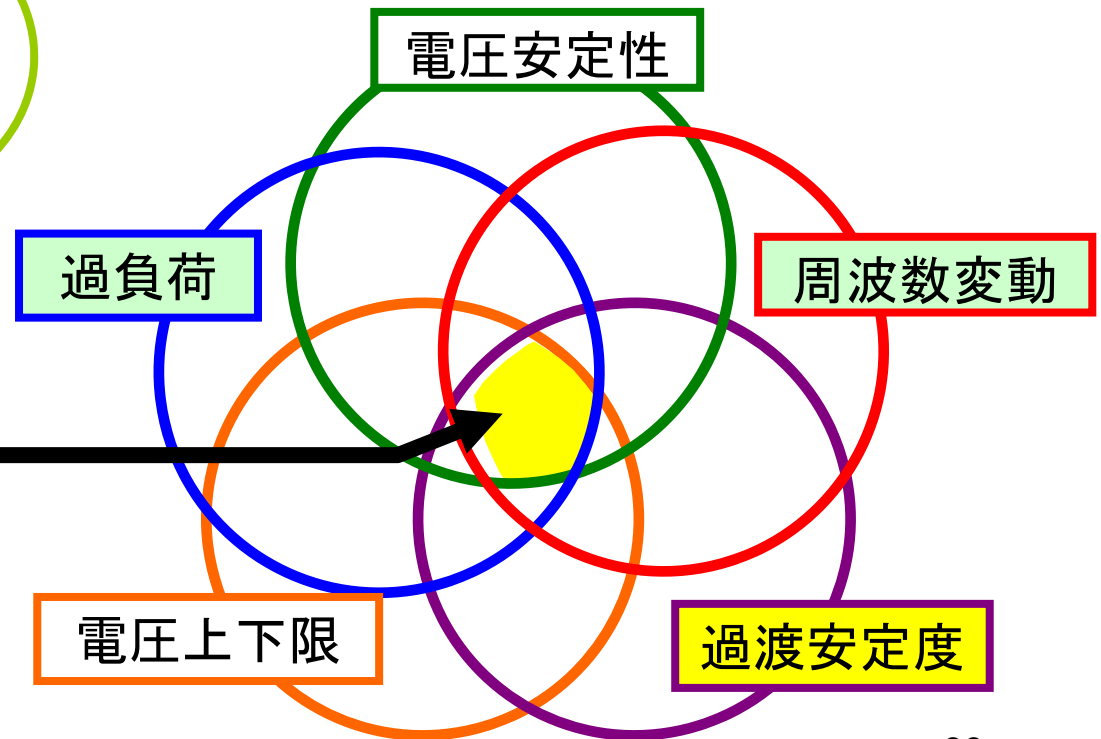 電圧安定性
過負荷
周波数変動
電圧上下限
過渡安定度